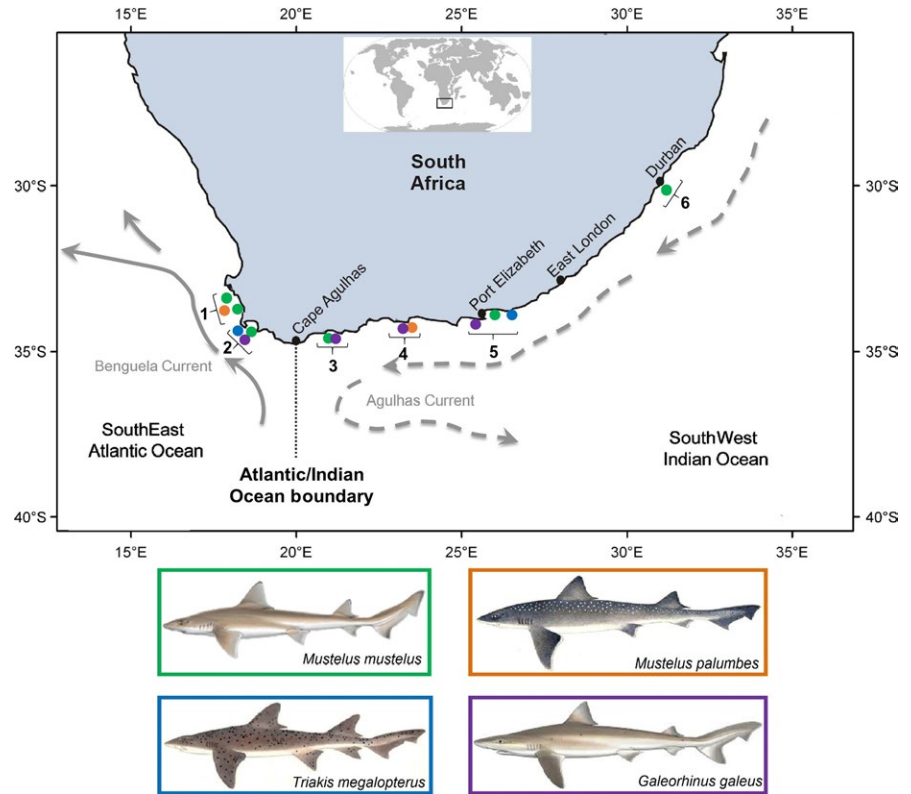 15°E 20°E 25°E 30°E 35°E
South
Africa
Durban
30°S 30°S
6
East London
Port Elizabeth
Cape Agulhas
1
2
3
4
5
35°S 35°S
Benguela Current
Agulhas Current
SouthEast
Atlantic Ocean
SouthWest
Indian Ocean
Atlantic/Indian
Ocean boundary
40°S 40°S
15°E 20°E 25°E 30°E 35°E
Mustelus mustelus
Mustelus palumbes
Triakis megalopterus
Galeorhinus galeus